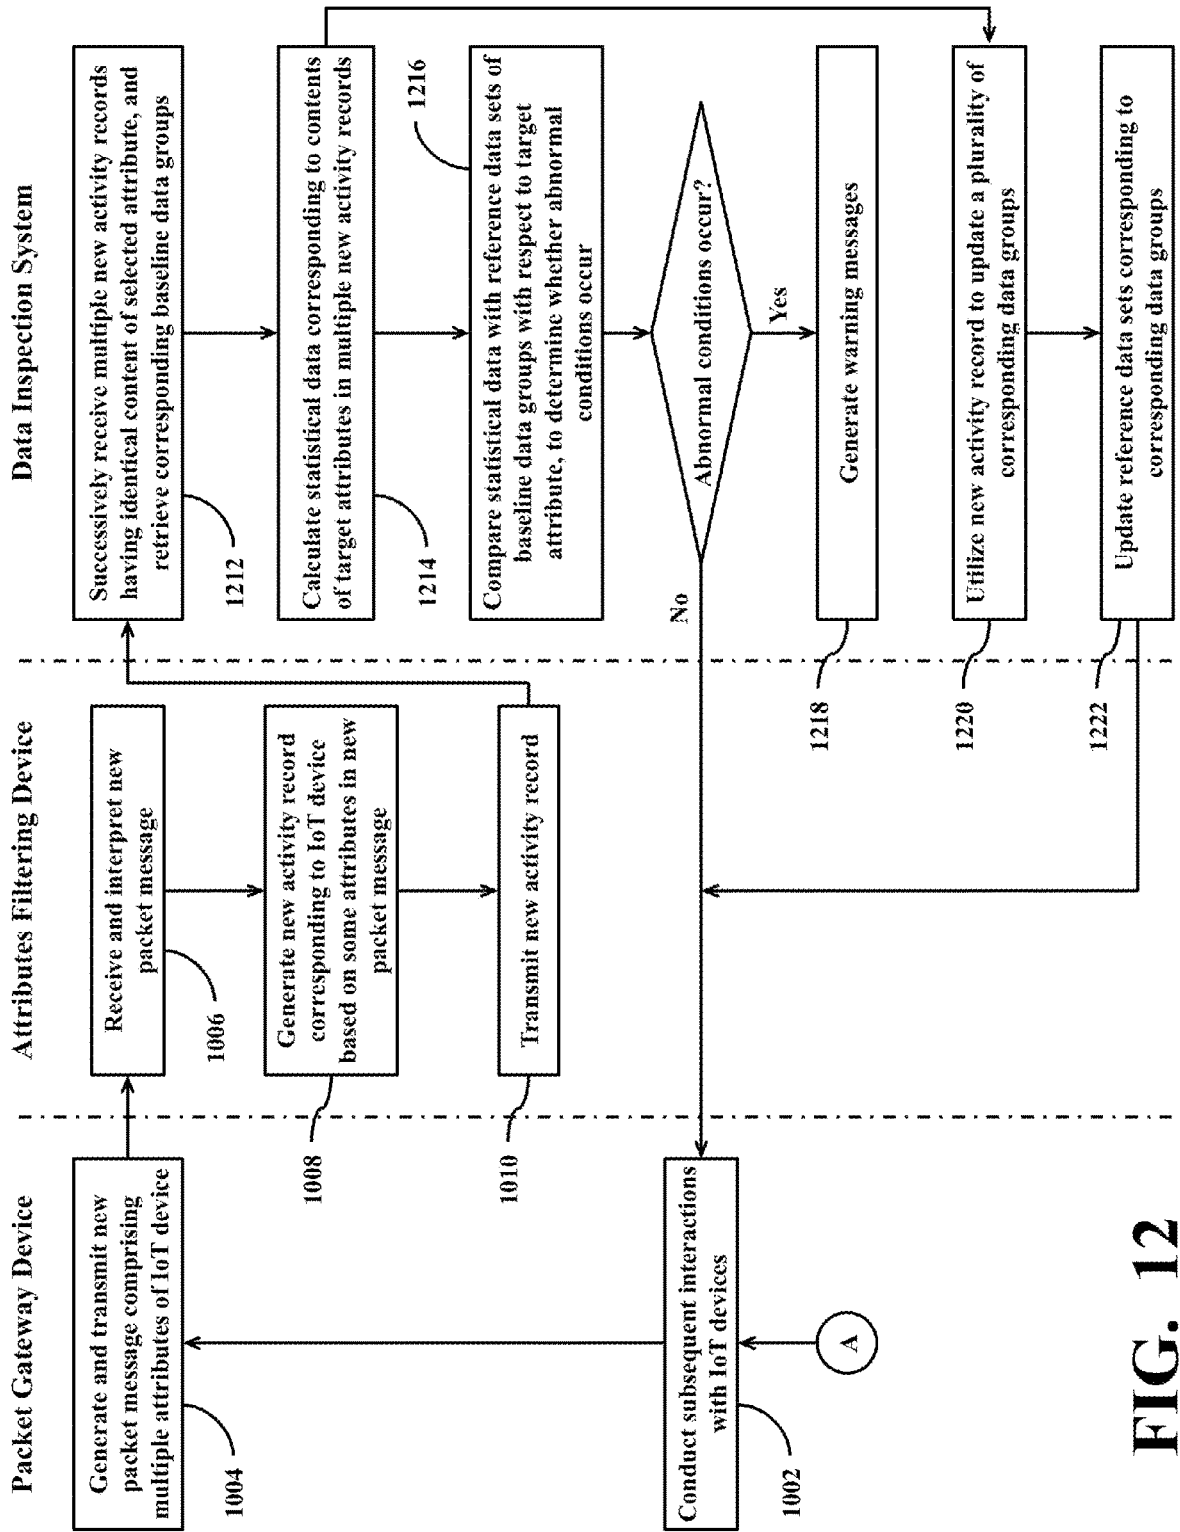 Packet Gateway Device
Generate and transmit new
packet message comprising
multiple attributes of IoT device
1004
Conduct subsequent interactions
with IoT devices
1002
A
Attributes Filtering Device
Receive and interpret new
packet message
1006
Generate new activity record
corresponding to IoT device
based on some attributes in new
packet message
1008
Transmit new activity record
1010
Data Inspection System
Successively receive multiple new activity records
having identical content of selected attribute, and
retrieve corresponding baseline data groups
1212
Calculate statistical data corresponding to contents
of target attributes in multiple new activity records
1214
Compare statistical data with reference data sets of
baseline data groups with respect to target
attribute, to determine whether abnormal
conditions occur
1216
Abnormal conditions occur?
No
Yes
Generate warning messages
1218
Utilize new activity record to update a plurality of
corresponding data groups
1220
Update reference data sets corresponding to
corresponding data groups
1222
FIG. 12